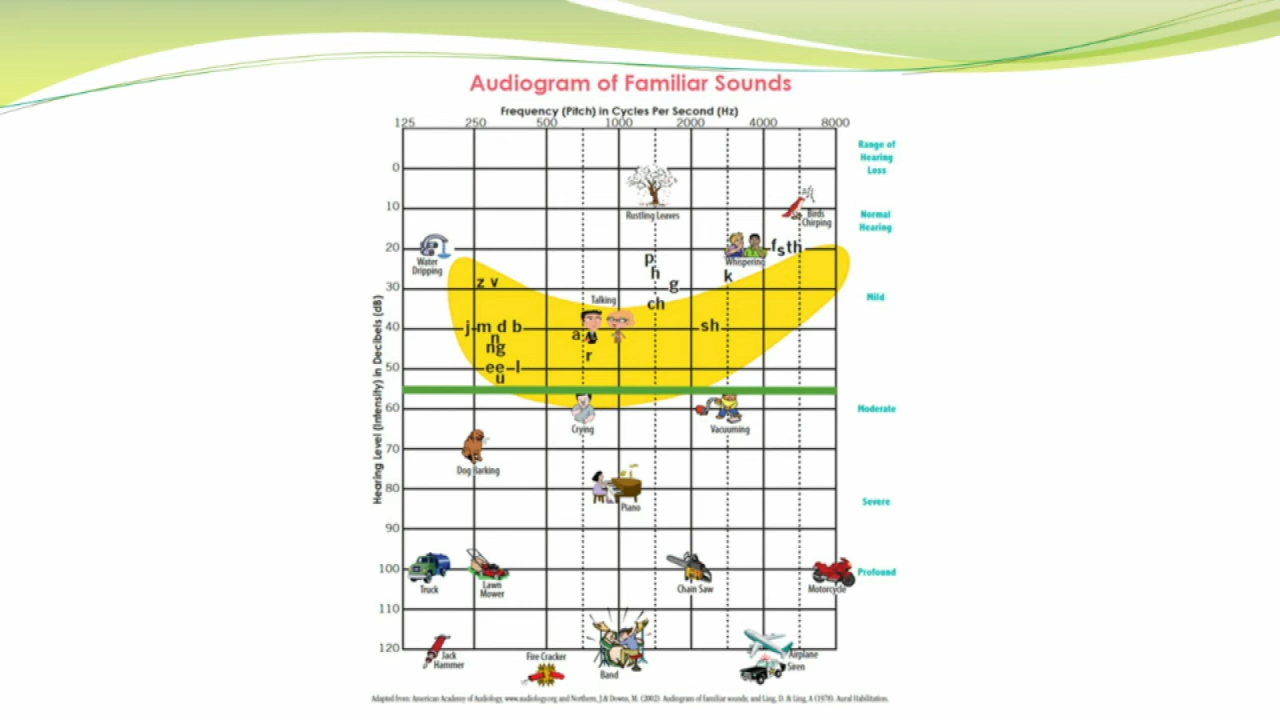 Audiogram of Familiar Sounds
Frequency (Pitch) in Cycles Per Second (Hz)
125 250 500 1000 2000 4000 8000
Hearing Level (Intensity) in Decibels (dB)
0
10
20
30
40
50
60
70
80
90
100
110
120
Range of
Hearing
Loss
Normal
Hearing
Mild
Moderate
Severe
Profound
Rustling Leaves
Birds
Chirping
Water
Dripping
Whispering
f s th
p
h
g
k
ch
z v
Talking
j m d b
n
ng
a
r
sh
ee l
u
Crying
Vacuuming
Dog Barking
Piano
Truck
Lawn
Mower
Chain Saw
Motorcycle
Jack
Hammer
Fire Cracker
Band
Airplane
Siren
Adapted from: American Academy of Audiology, www.audiology.org and Northern, J. & Downs, M. (2002). Audiogram of familiar sounds, and Ling, D. & Ling, A (1978). Aural Habilitation.